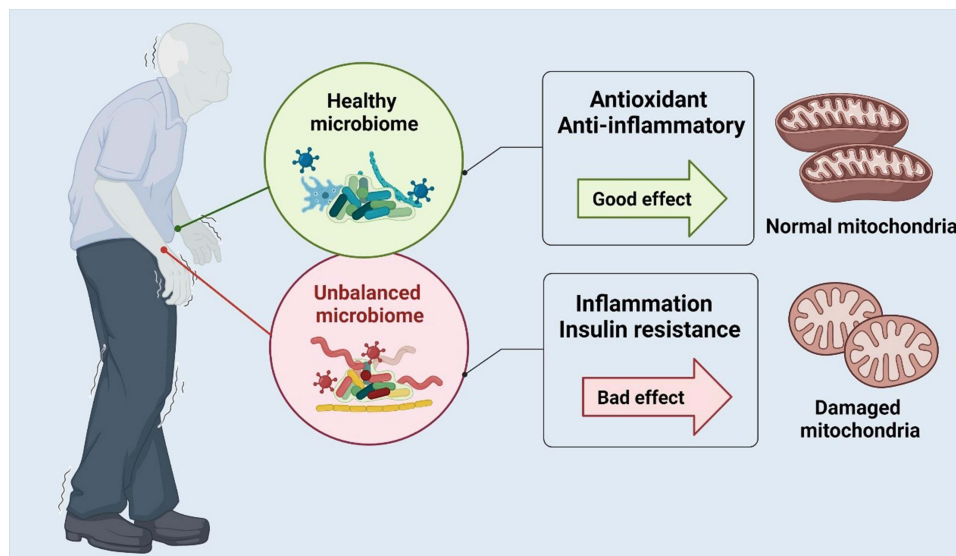 Healthy
microbiome
Antioxidant
Anti-inflammatory
Good effect
Normal mitochondria
Unbalanced
microbiome
Inflammation
Insulin resistance
Bad effect
Damaged
mitochondria